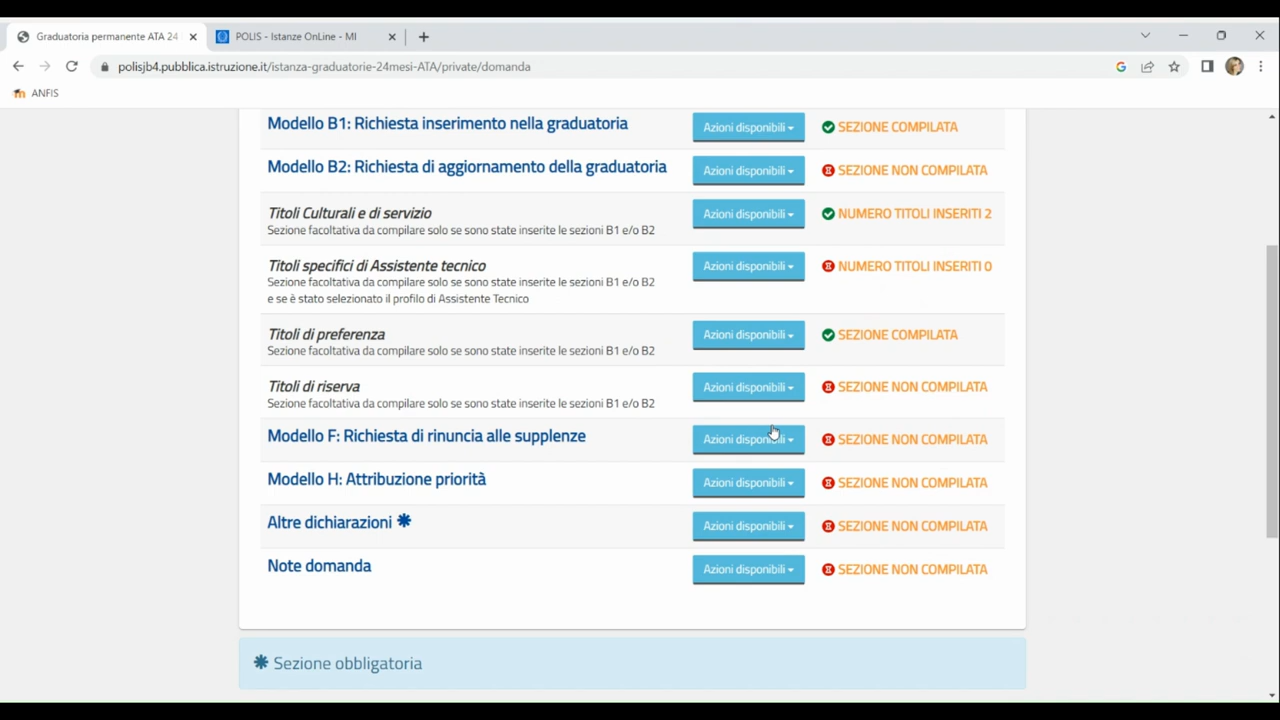 Graduatoria permanente ATA 24
POLIS - Istanze OnLine - MI
polisjb4.pubblica.istruzione.it/istanza-graduatorie-24mesi-ATA/private/domanda
ANFIS
Modello B1: Richiesta inserimento nella graduatoria
Azioni disponibili
SEZIONE COMPILATA
Modello B2: Richiesta di aggiornamento della graduatoria
Azioni disponibili
SEZIONE NON COMPILATA
Titoli Culturali e di servizio
Sezione facoltativa da compilare solo se sono state inserite le sezioni B1 e/o B2
Azioni disponibili
NUMERO TITOLI INSERITI 2
Titoli specifici di Assistente tecnico
Sezione facoltativa da compilare solo se sono state inserite le sezioni B1 e/o B2
e se è stato selezionato il profilo di Assistente Tecnico
Azioni disponibili
NUMERO TITOLI INSERITI 0
Titoli di preferenza
Sezione facoltativa da compilare solo se sono state inserite le sezioni B1 e/o B2
Azioni disponibili
SEZIONE COMPILATA
Titoli di riserva
Sezione facoltativa da compilare solo se sono state inserite le sezioni B1 e/o B2
Azioni disponibili
SEZIONE NON COMPILATA
Modello F: Richiesta di rinuncia alle supplenze
Azioni disponibili
SEZIONE NON COMPILATA
Modello H: Attribuzione priorità
Azioni disponibili
SEZIONE NON COMPILATA
Altre dichiarazioni ✱
Azioni disponibili
SEZIONE NON COMPILATA
Note domanda
Azioni disponibili
SEZIONE NON COMPILATA
✱ Sezione obbligatoria